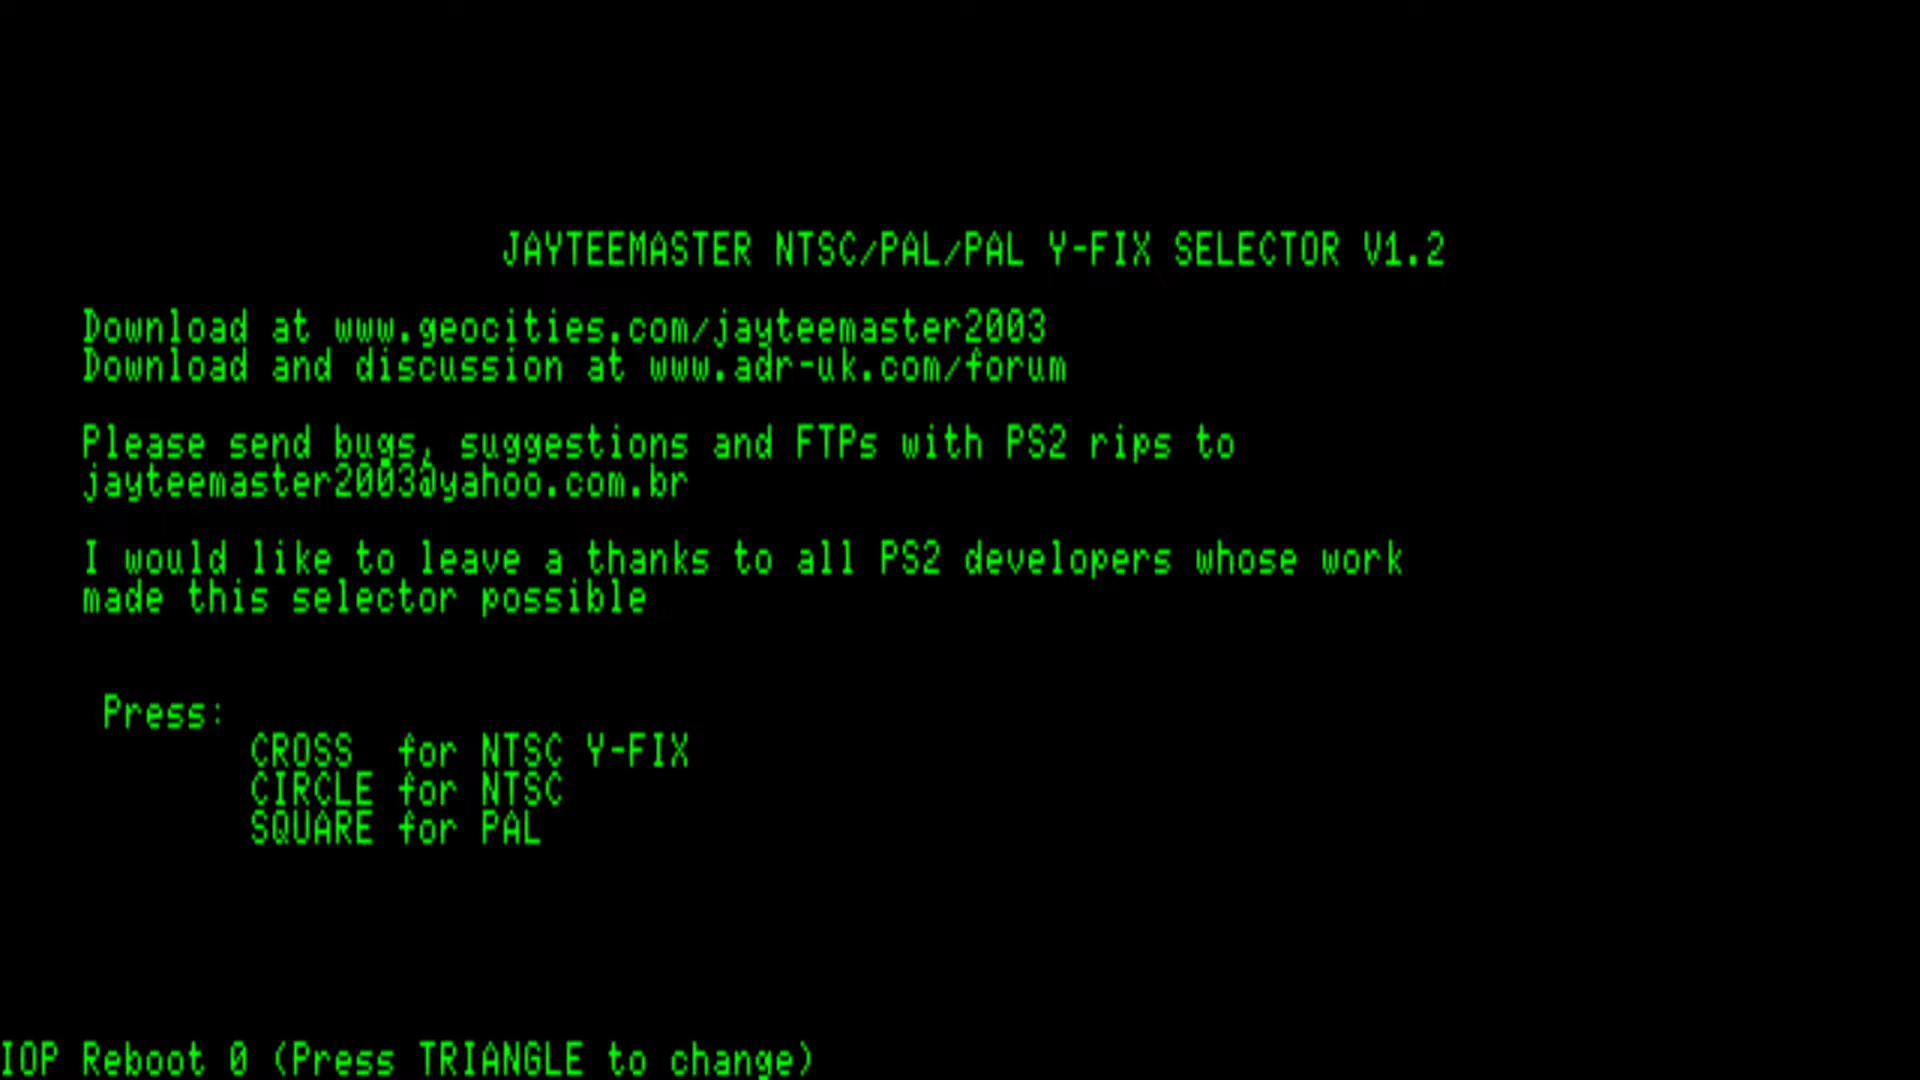 JAYTEEMASTER NTSC/PAL/PAL Y-FIX SELECTOR V1.2
Download at www.geocities.com/jayteemaster2003
Download and discussion at www.adr-uk.com/forum
Please send bugs, suggestions and FTPs with PS2 rips to
jayteemaster2003@yahoo.com.br
I would like to leave a thanks to all PS2 developers whose work
made this selector possible
Press:
CROSS for NTSC Y-FIX
CIRCLE for NTSC
SQUARE for PAL
IOP Reboot 0 (Press TRIANGLE to change)